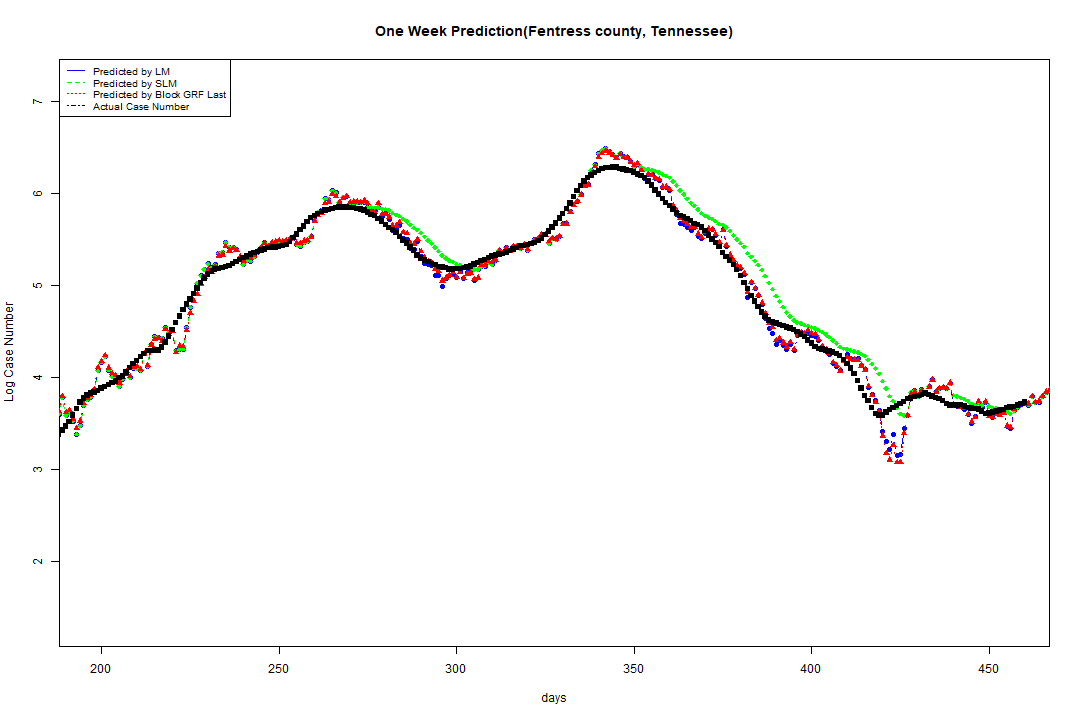 One Week Prediction(Fentress county, Tennessee)
Predicted by LM
Predicted by SLM
Predicted by Block GRF Last
Actual Case Number
7
6
5
4
3
2
Log Case Number
200 250 300 350 400 450
days